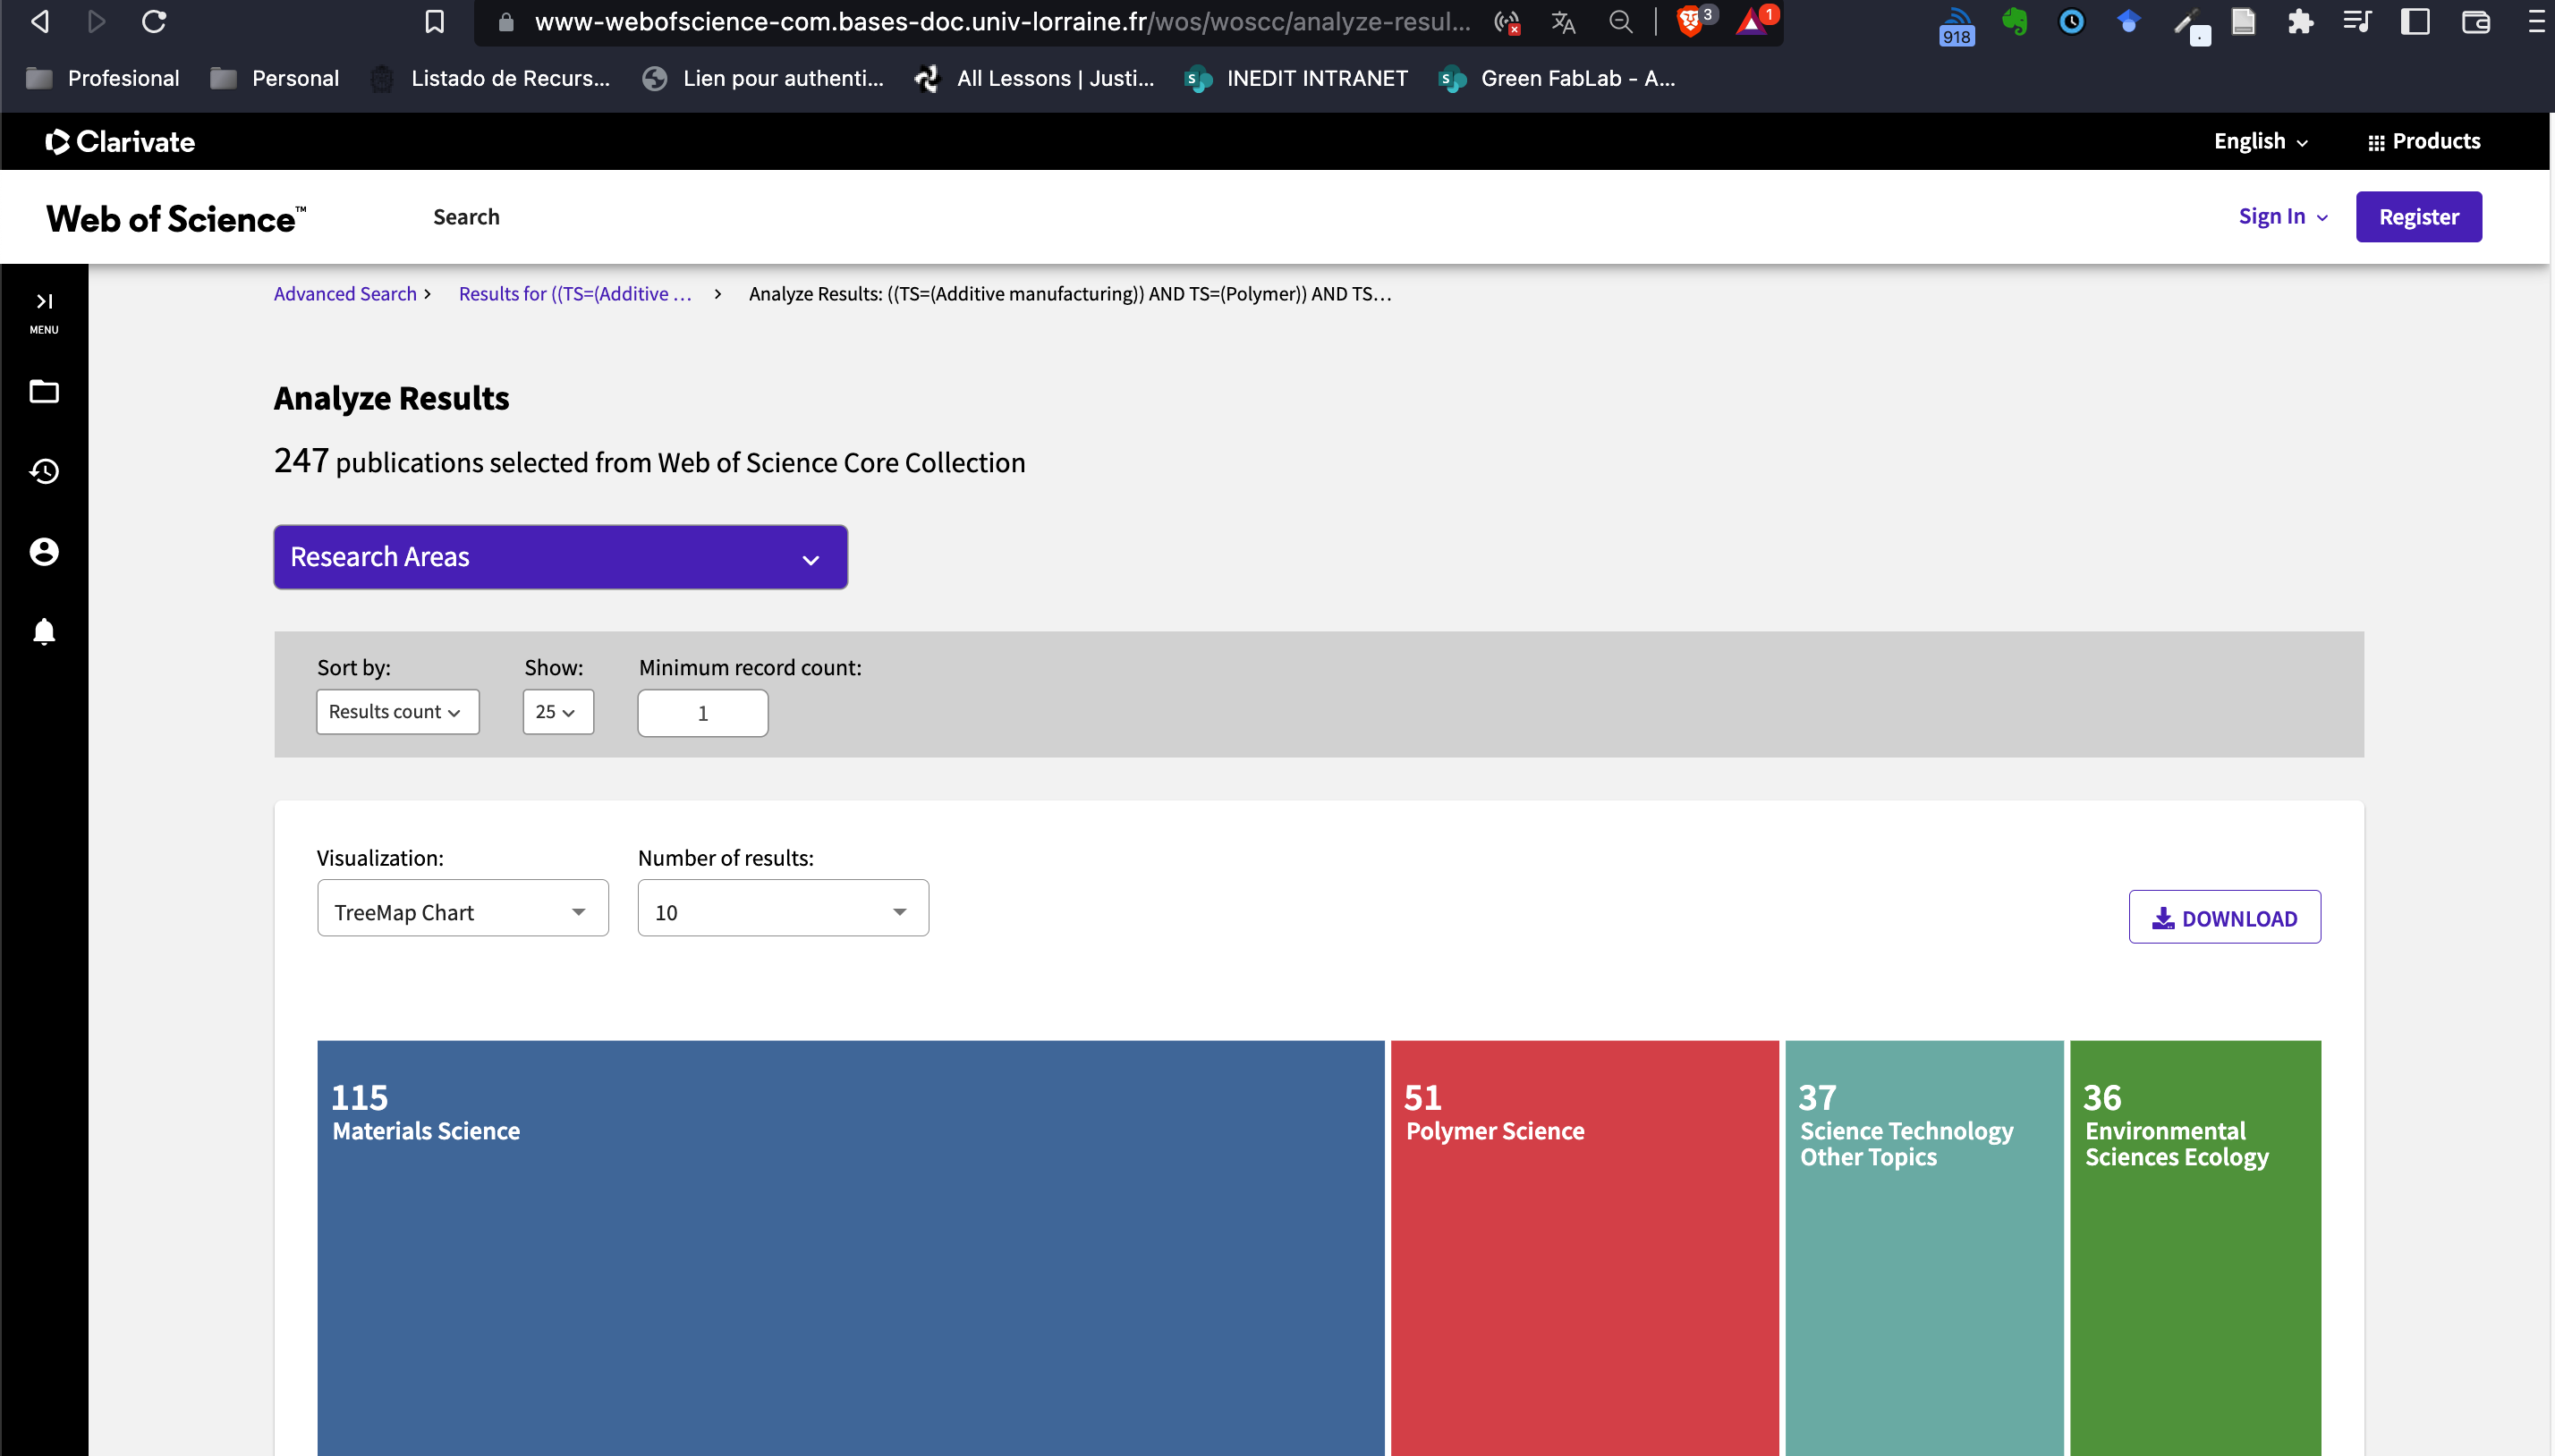 www-webofscience-com.bases-doc.univ-lorraine.fr/wos/woscc/analyze-resul...
3
1
918
Profesional
Personal
Listado de Recurs...
Lien pour authenti...
All Lessons | Justi...
INEDIT INTRANET
Green FabLab - A...
Clarivate
English
Products
Web of Science™
Search
Sign In
Register
MENU
Advanced Search
Results for ((TS=(Additive ...
Analyze Results: ((TS=(Additive manufacturing)) AND TS=(Polymer)) AND TS...
Analyze Results
247 publications selected from Web of Science Core Collection
Research Areas
Sort by:
Show:
Minimum record count:
Results count
25
1
Visualization:
Number of results:
TreeMap Chart
10
DOWNLOAD
115
Materials Science
51
Polymer Science
37
Science Technology
Other Topics
36
Environmental
Sciences Ecology